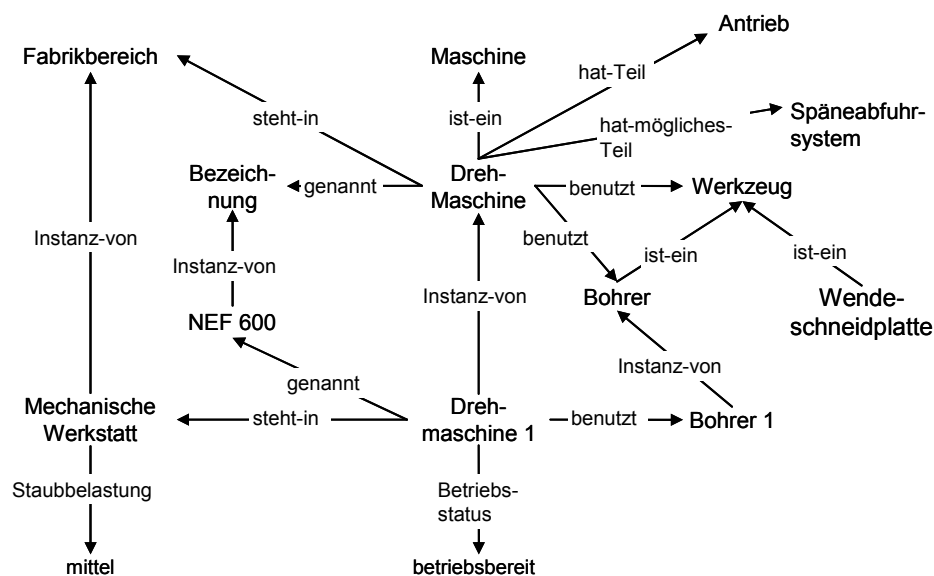 Antrieb
Fabrikbereich
Maschine
hat-Teil
steht-in
ist-ein
hat-mögliches-
Teil
Späneabfuhr-
system
Bezeich-
nung
genannt
Dreh-
Maschine
benutzt
Werkzeug
Instanz-von
benutzt
ist-ein
ist-ein
Instanz-von
Instanz-von
Bohrer
Wende-
schneidplatte
NEF 600
genannt
Instanz-von
Mechanische
Werkstatt
steht-in
Dreh-
maschine 1
benutzt
Bohrer 1
Staubbelastung
Betriebs-
status
mittel
betriebsbereit